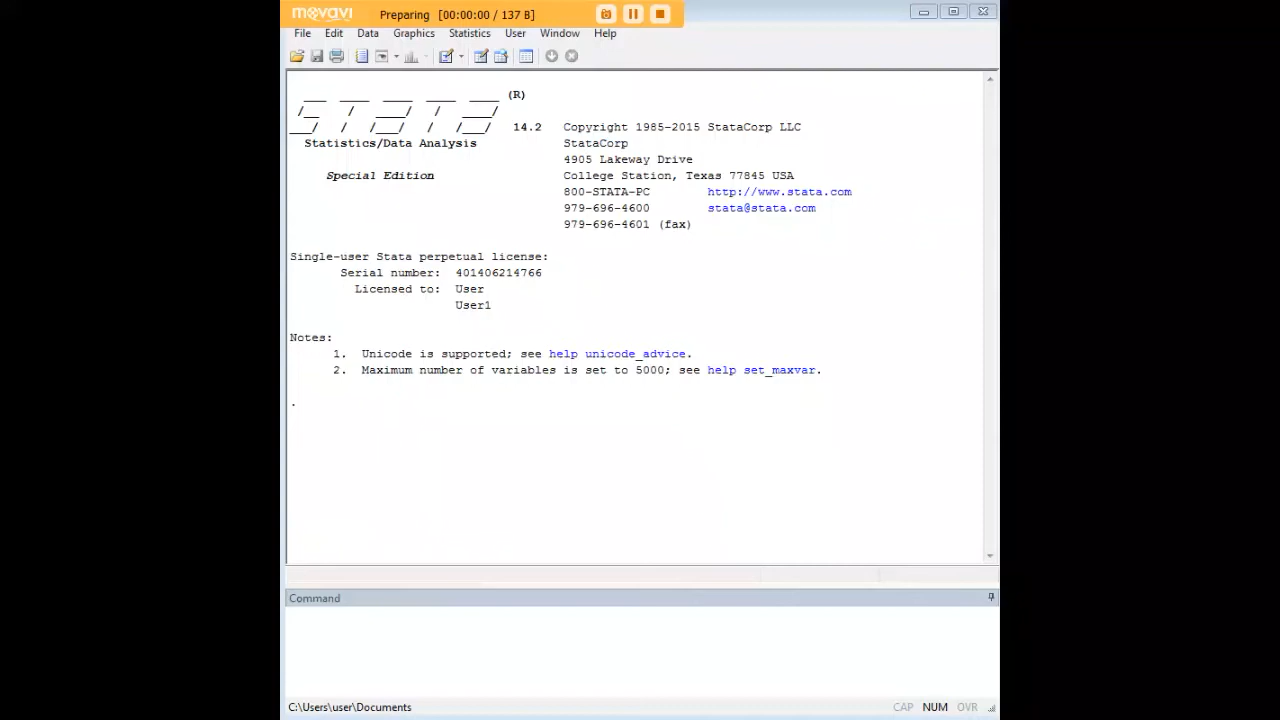 movavi Preparing [00:00:00 / 137 B]
File Edit Data Graphics Statistics User Window Help
(R)
STATA 14.2 Copyright 1985-2015 StataCorp LLC
Statistics/Data Analysis StataCorp
4905 Lakeway Drive
Special Edition College Station, Texas 77845 USA
800-STATA-PC http://www.stata.com
979-696-4600 stata@stata.com
979-696-4601 (fax)
Single-user Stata perpetual license:
Serial number: 401406214766
Licensed to: User
User1
Notes:
1. Unicode is supported; see help unicode_advice.
2. Maximum number of variables is set to 5000; see help set_maxvar.
.
Command
C:\Users\user\Documents CAP NUM OVR